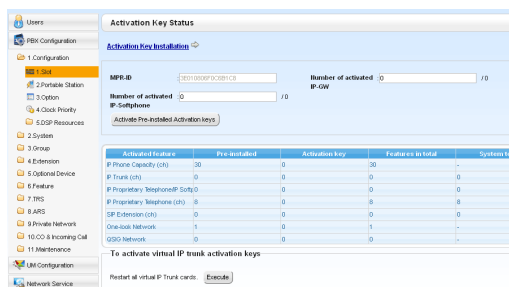 Users
PBX Configuration
1.Configuration
1.Slot
2.Portable Station
3.Option
4.Clock Priority
5.DSP Resources
2.System
3.Group
4.Extension
5.Optional Device
6.Feature
7.TRS
8.ARS
9.Private Network
10.CO & Incoming Call
11.Maintenance
UM Configuration
Network Service
Activation Key Status
Activation Key Installation
MPR-ID :
Number of activated IP-GW :0 / 0
Number of activated IP-Softphone :0 / 0
Activate Pre-installed Activation keys
Activated feature Pre-installed Activation key Features in total System
IP Phone Capacity (ch) 30 0 30 -
IP Trunk (ch) 0 0 0 0
IP Proprietary Telephone/IP Softp 0 0 0 0
IP Proprietary Telephone (ch) 8 0 8 8
SIP Extension (ch) 0 0 0 0
One-look Network 1 0 1 -
QSIG Network 0 0 0 -
To activate virtual IP trunk activation keys
Restart all virtual IP Trunk cards. Execute